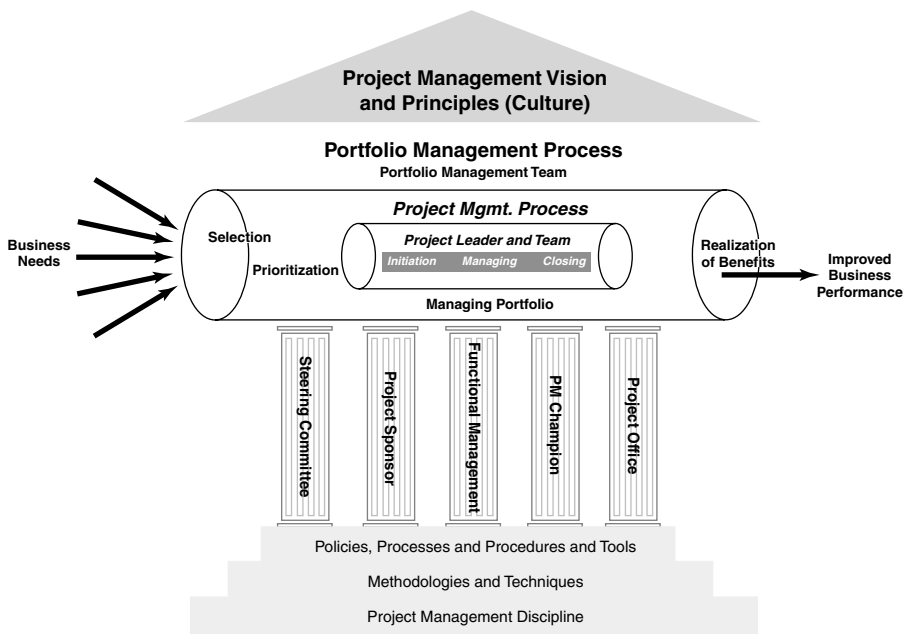 Project Management Vision
and Principles (Culture)
Portfolio Management Process
Portfolio Management Team
Project Mgmt. Process
Selection
Project Leader and Team
Business
Needs
Realization
of Benefits
Improved
Business
Performance
Prioritization
Initiation Managing Closing
Managing Portfolio
Steering Committee
Project Sponsor
Functional Management
PM Champion
Project Office
Policies, Processes and Procedures and Tools
Methodologies and Techniques
Project Management Discipline